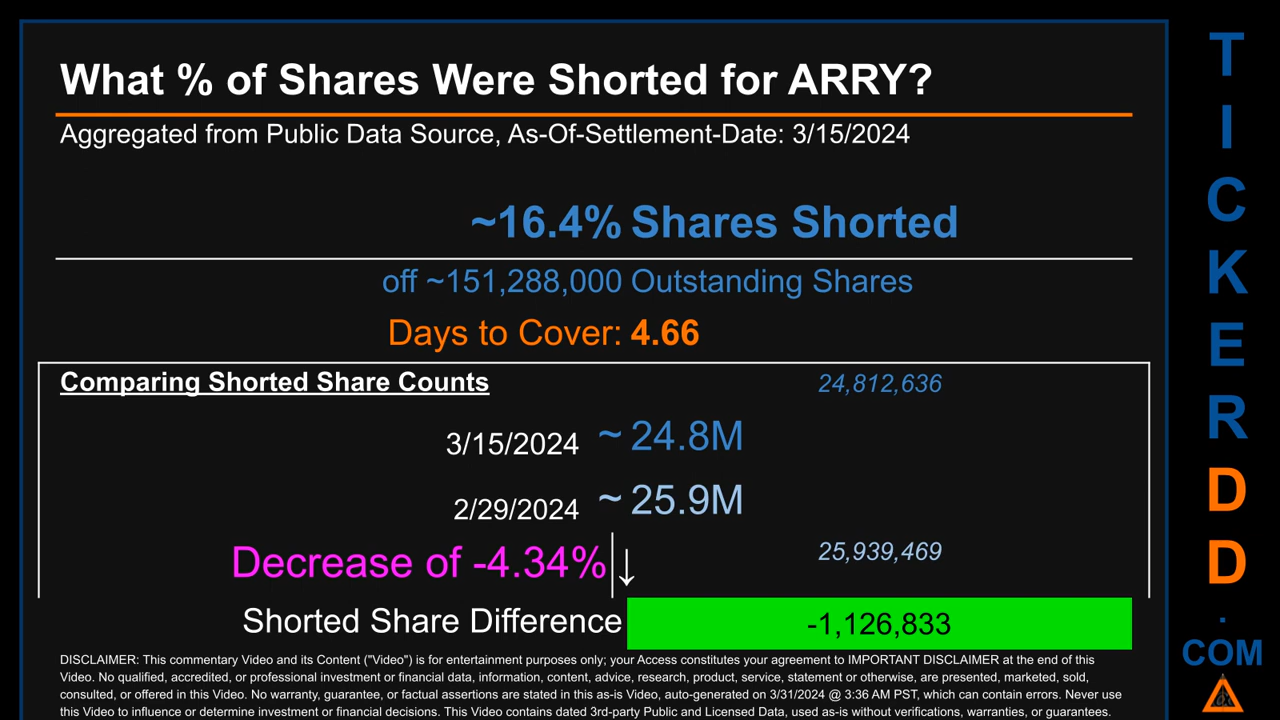 What % of Shares Were Shorted for ARRY?
Aggregated from Public Data Source, As-Of-Settlement-Date: 3/15/2024
~16.4% Shares Shorted
off ~151,288,000 Outstanding Shares
Days to Cover: 4.66
Comparing Shorted Share Counts 24,812,636
3/15/2024 ~ 24.8M
2/29/2024 ~ 25.9M
Decrease of -4.34% ↓ 25,939,469
Shorted Share Difference -1,126,833
DISCLAIMER: This commentary Video and its Content ("Video") is for entertainment purposes only; your Access constitutes your agreement to IMPORTANT DISCLAIMER at the end of this
Video. No qualified, accredited, or professional investment or financial data, information, content, advice, research, product, service, statement or otherwise, are presented, marketed, sold,
consulted, or offered in this Video. No warranty, guarantee, or factual assertions are stated in this as-is Video, auto-generated on 3/31/2024 @ 3:36 AM PST, which can contain errors. Never use
this Video to influence or determine investment or financial decisions. This Video contains dated 3rd-party Public and Licensed Data, used as-is without verifications, warranties, or guarantees.
T
I
C
K
E
R
D
D
.
COM